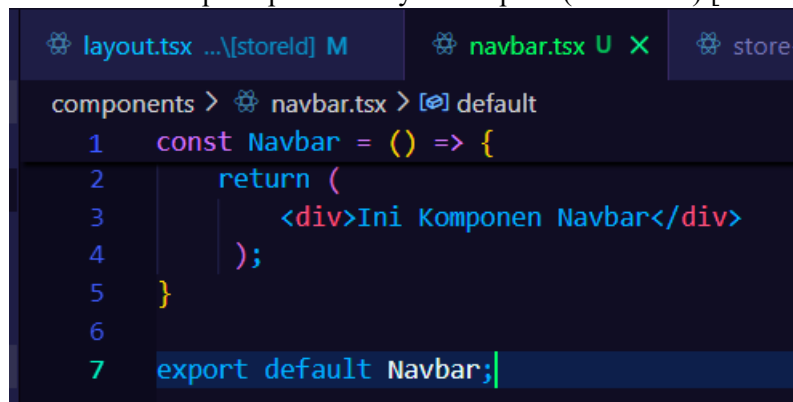 layout.tsx ...\[storeId] M navbar.tsx U × store
components > navbar.tsx > default
1 const Navbar = () => {
2 return (
3 <div>Ini Komponen Navbar</div>
4 );
5 }
6
7 export default Navbar;